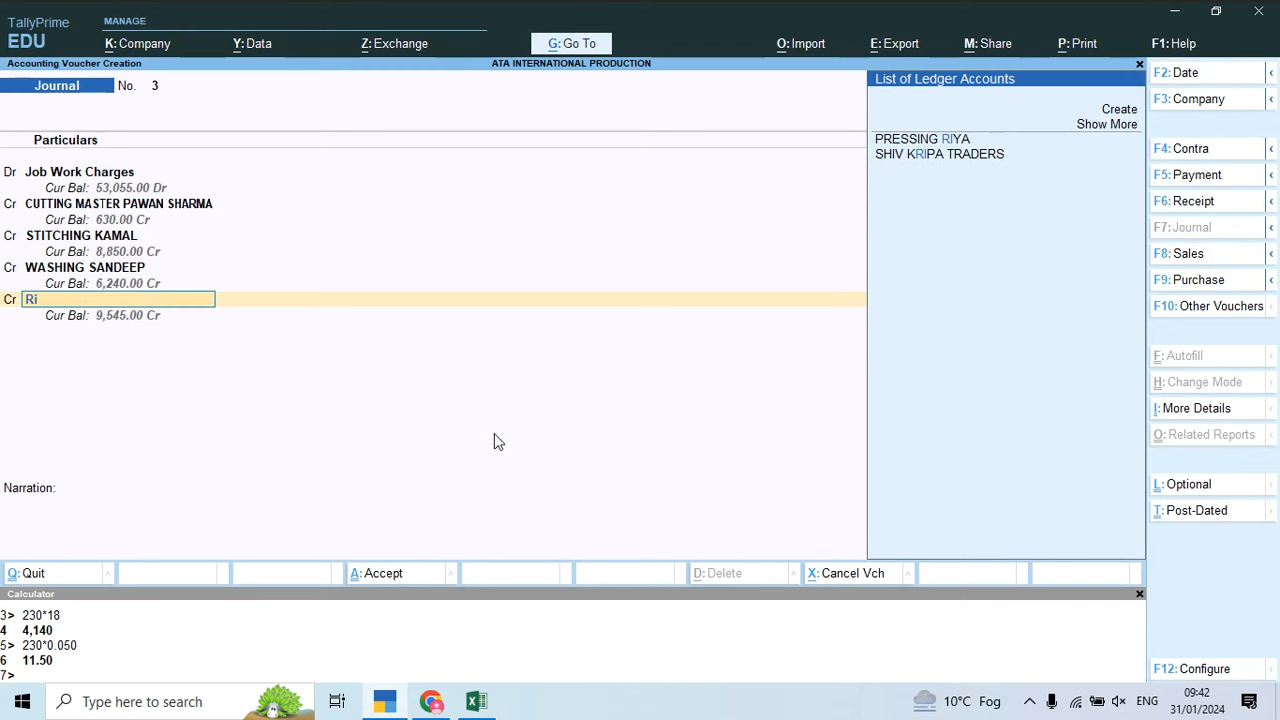 TallyPrime
EDU
MANAGE
K: Company
Y: Data
Z: Exchange
G: Go To
O: Import
E: Export
M: Share
P: Print
F1: Help
Accounting Voucher Creation
ATA INTERNATIONAL PRODUCTION
Journal No. 3
Particulars
Dr Job Work Charges
Cur Bal: 53,055.00 Dr
Cr CUTTING MASTER PAWAN SHARMA
Cur Bal: 630.00 Cr
Cr STITCHING KAMAL
Cur Bal: 8,850.00 Cr
Cr WASHING SANDEEP
Cur Bal: 6,240.00 Cr
Cr Ri
Cur Bal: 9,545.00 Cr
Narration:
List of Ledger Accounts
Create
Show More
PRESSING RIYA
SHIV KRIPA TRADERS
F2: Date
F3: Company
F4: Contra
F5: Payment
F6: Receipt
F7: Journal
F8: Sales
F9: Purchase
F10: Other Vouchers
F: Autofill
H: Change Mode
I: More Details
O: Related Reports
L: Optional
T: Post-Dated
F12: Configure
Q: Quit
A: Accept
D: Delete
X: Cancel Vch
Calculator
3> 230*18
4 4,140
5> 230*0.050
6 11.50
7>
Type here to search
10°C Fog
ENG
09:42
31/01/2024